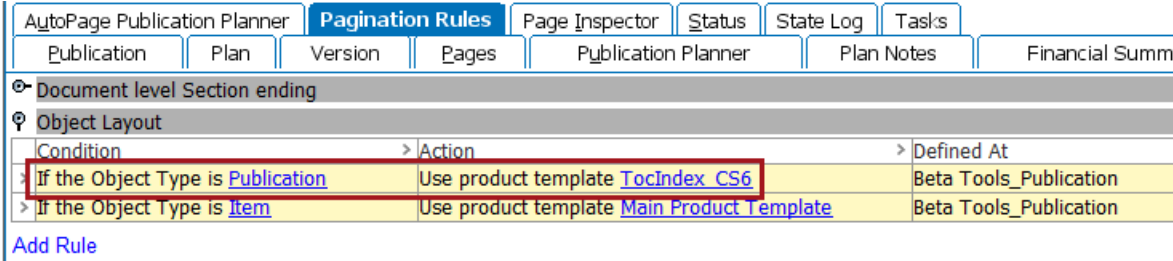 AutoPage Publication Planner Pagination Rules Page Inspector Status State Log Tasks
Publication Plan Version Pages Publication Planner Plan Notes Financial Summ
Document level Section ending
Object Layout
Condition > Action > Defined At
> If the Object Type is Publication Use product template TocIndex_CS6 Beta Tools_Publication
> If the Object Type is Item Use product template Main Product Template Beta Tools_Publication
Add Rule